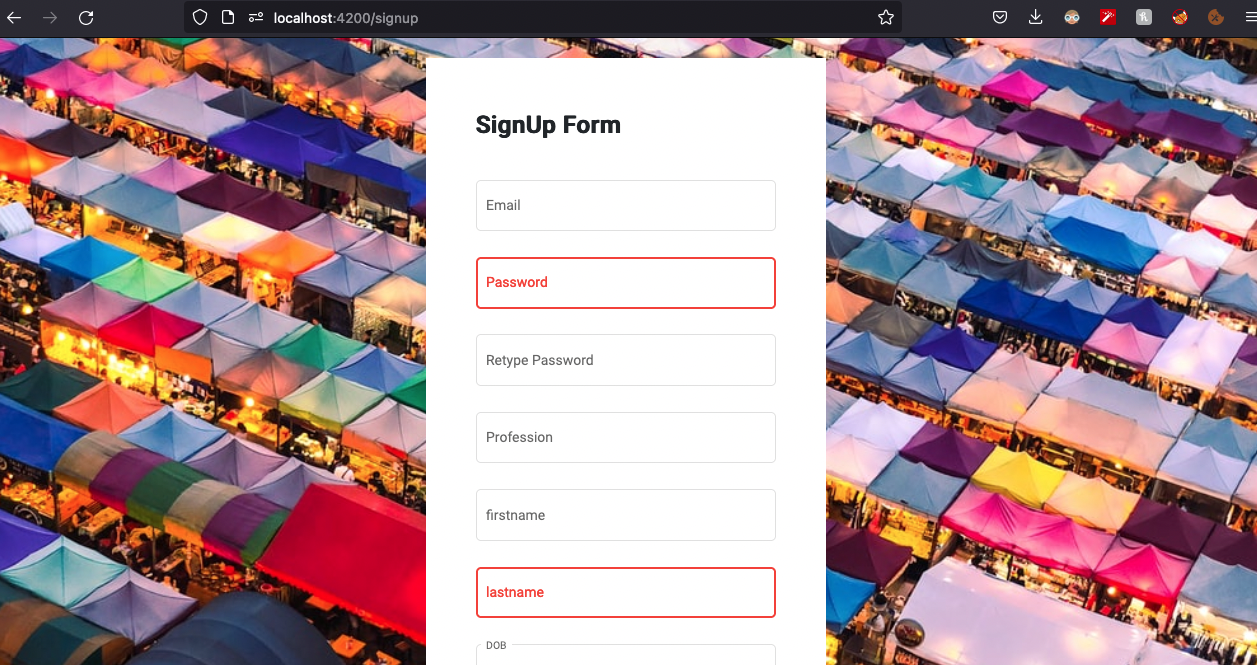 localhost:4200/signup
SignUp Form
Email
Password
Retype Password
Profession
firstname
lastname
DOB